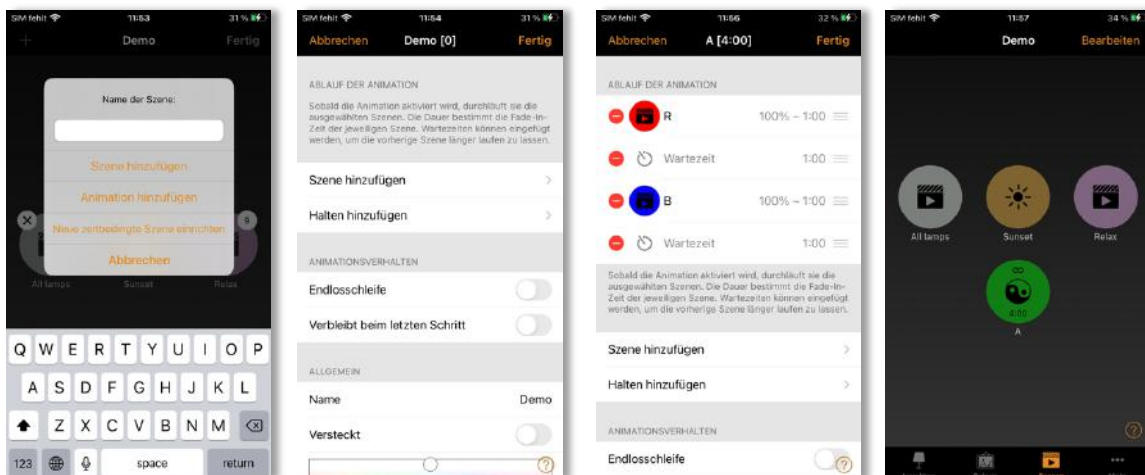 SIM fehlt 11:53 31 %
Demo Fertig
Name der Szene:
Szene hinzufügen
Animation hinzufügen
Neue zeitbedingte Szene einrichten
Abbrechen
9
All lamps Sunset Relax
Q W E R T Y U I O P
A S D F G H J K L
Z X C V B N M
123 space return
SIM fehlt 11:54 31 %
Abbrechen Demo [0] Fertig
ABLAUF DER ANIMATION
Sobald die Animation aktiviert wird, durchläuft sie die
ausgewählten Szenen. Die Dauer bestimmt die Fade-In-
Zeit der jeweiligen Szene. Wartezeiten können eingefügt
werden, um die vorherige Szene länger laufen zu lassen.
Szene hinzufügen
Halten hinzufügen
ANIMATIONSVERHALTEN
Endlosschleife
Verbleibt beim letzten Schritt
ALLGEMEIN
Name Demo
Versteckt
?
SIM fehlt 11:56 32 %
Abbrechen A [4:00] Fertig
ABLAUF DER ANIMATION
R 100% ~ 1:00
Wartezeit 1:00
B 100% ~ 1:00
Wartezeit 1:00
Sobald die Animation aktiviert wird, durchläuft sie die
ausgewählten Szenen. Die Dauer bestimmt die Fade-In-
Zeit der jeweiligen Szene. Wartezeiten können eingefügt
werden, um die vorherige Szene länger laufen zu lassen.
Szene hinzufügen
Halten hinzufügen
ANIMATIONSVERHALTEN
Endlosschleife
?
SIM fehlt 11:57 34 %
Demo Bearbeiten
All lamps Sunset Relax
∞
4:00
A
?